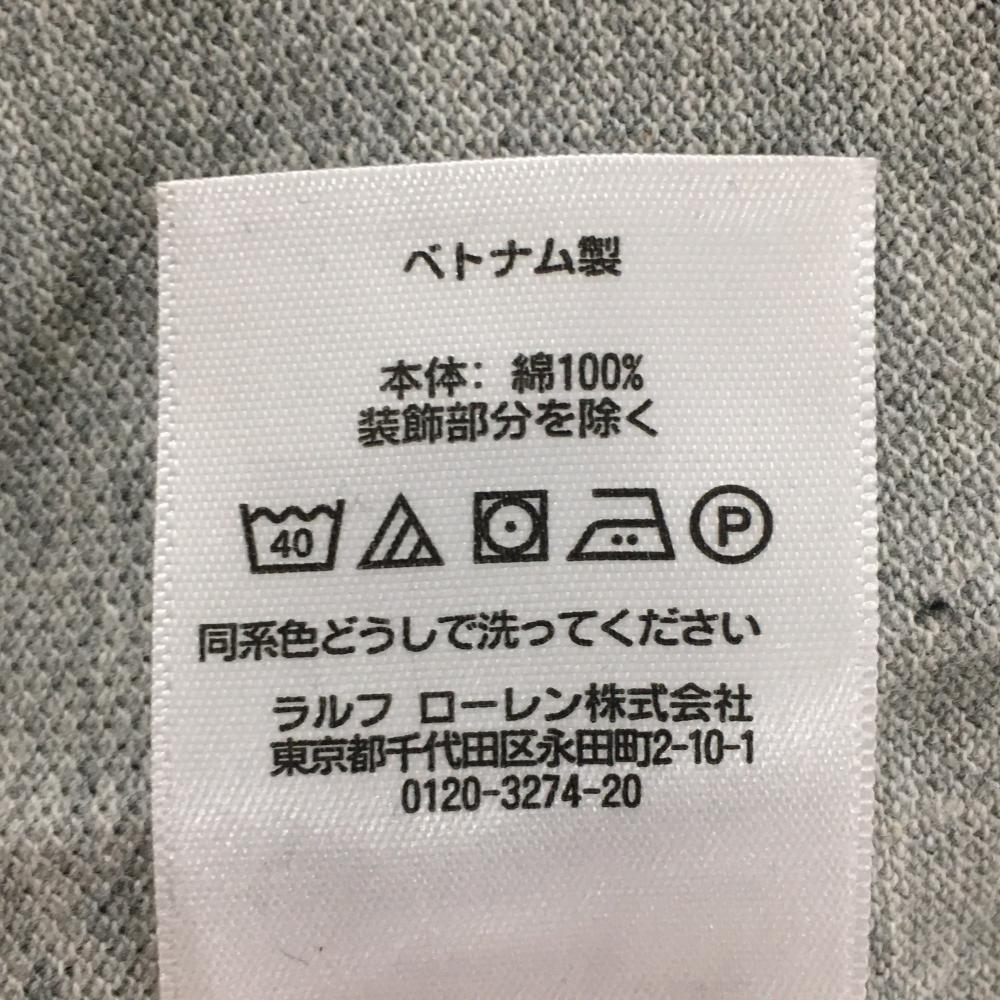 ベトナム製
本体: 綿100%
装飾部分を除く
40 P
同系色どうしで洗ってください
ラルフ ローレン株式会社
東京都千代田区永田町2-10-1
0120-3274-20